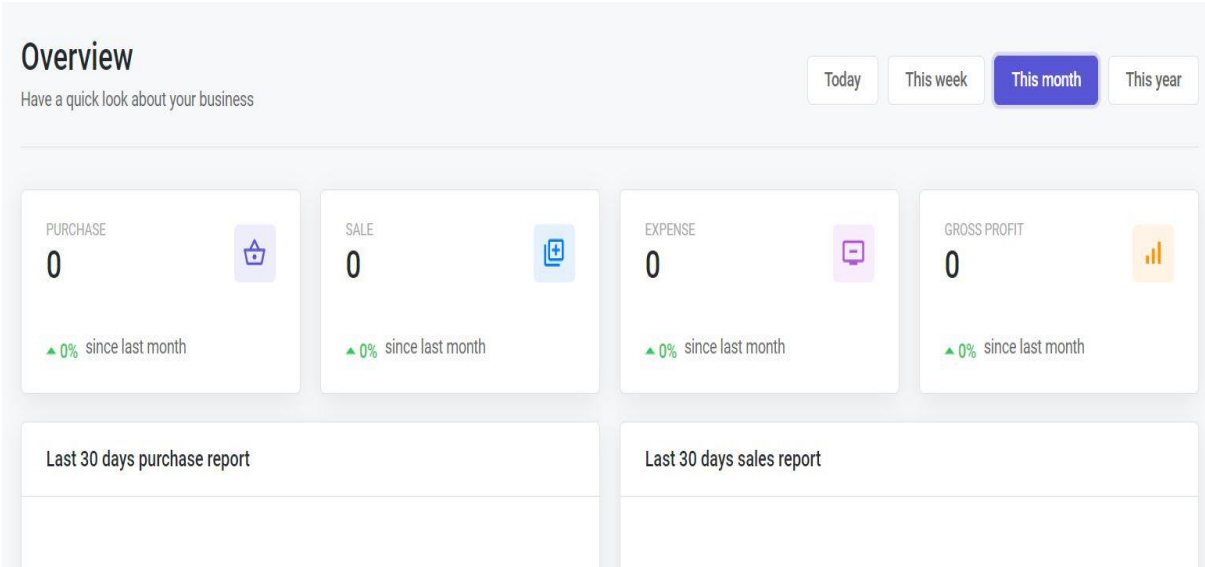 Overview
Have a quick look about your business
Today
This week
This month
This year
PURCHASE
0
0% since last month
SALE
0
0% since last month
EXPENSE
0
0% since last month
GROSS PROFIT
0
0% since last month
Last 30 days purchase report
Last 30 days sales report